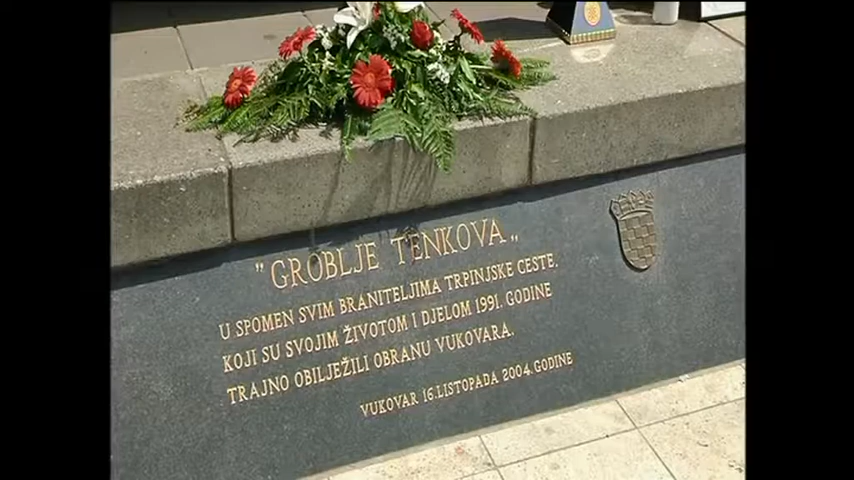 "GROBLJE TENKOVA„
U SPOMEN SVIM BRANITELJIMA TRPINJSKE CESTE,
KOJI SU SVOJIM ŽIVOTOM I DJELOM 1991. GODINE
TRAJNO OBILJEŽILI OBRANU VUKOVARA.
VUKOVAR 16.LISTOPADA 2004. GODINE